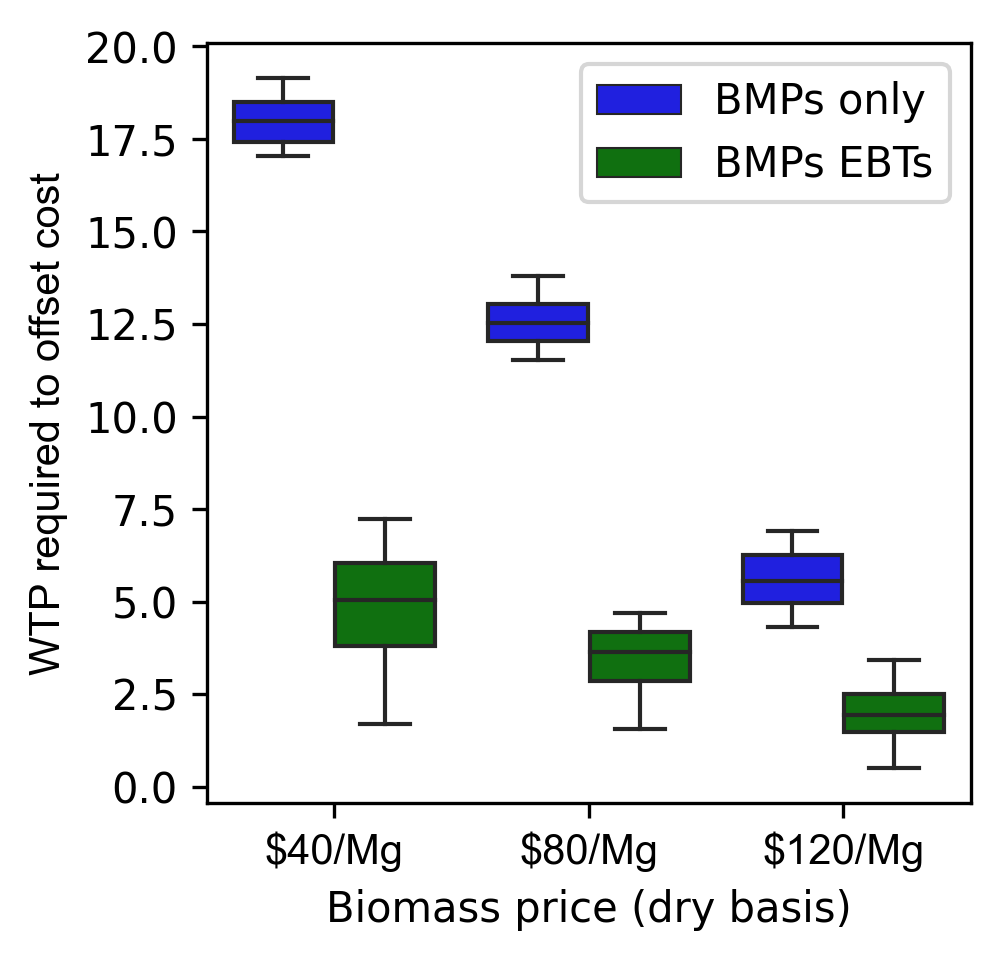 20.0
17.5
15.0
12.5
10.0
7.5
5.0
2.5
0.0
WTP required to offset cost
BMPs only
BMPs EBTs
$40/Mg
$80/Mg
$120/Mg
Biomass price (dry basis)